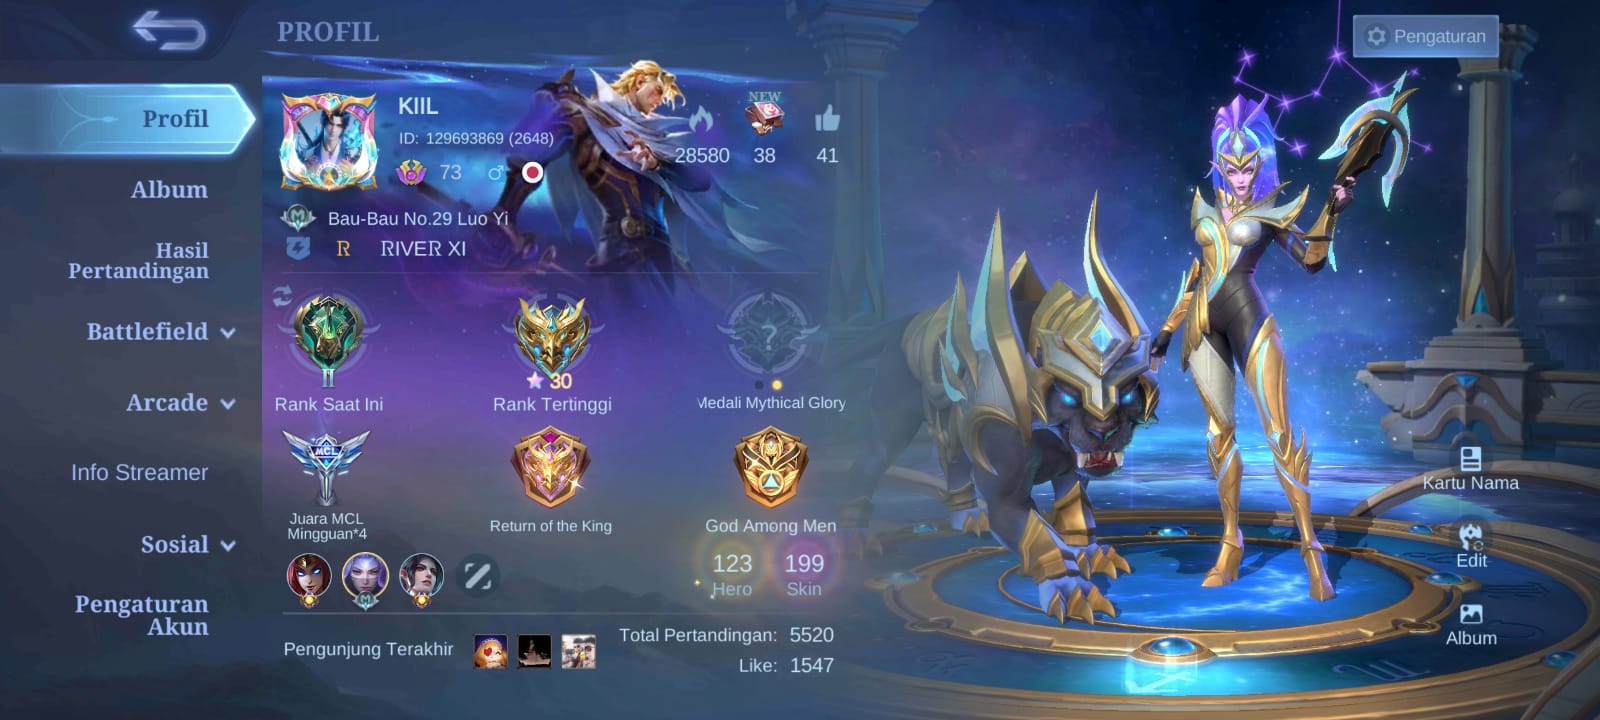 PROFIL
Pengaturan
Profil
Album
Hasil
Pertandingan
Battlefield
Arcade
Info Streamer
Sosial
Pengaturan
Akun
KIIL
ID: 129693869 (2648)
73
NEW
28580
38
41
Bau-Bau No.29 Luo Yi
R
RIVER XI
II
Rank Saat Ini
30
Rank Tertinggi
?
Medali Mythical Glory
MCL
Juara MCL
Mingguan*4
Return of the King
God Among Men
123
Hero
199
Skin
Pengunjung Terakhir
Total Pertandingan: 5520
Like: 1547
Kartu Nama
Edit
Album